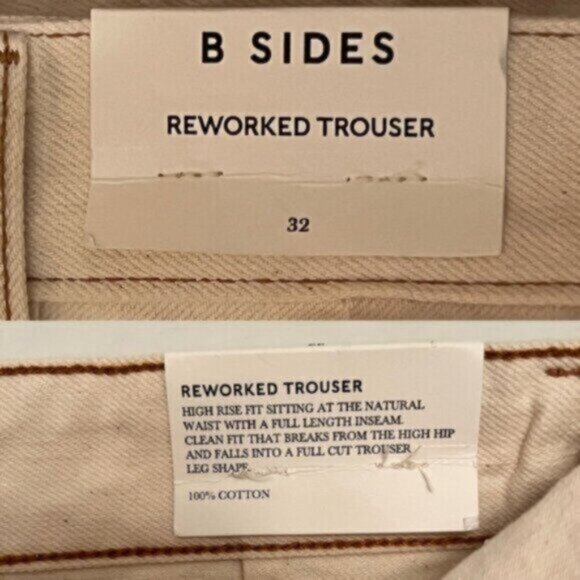 B SIDES
REWORKED TROUSER
32
REWORKED TROUSER
HIGH RISE FIT SITTING AT THE NATURAL
WAIST WITH A FULL LENGTH INSEAM.
CLEAN FIT THAT BREAKS FROM THE HIGH HIP
AND FALLS INTO A FULL CUT TROUSER
LEG SHAPE.
100% COTTON